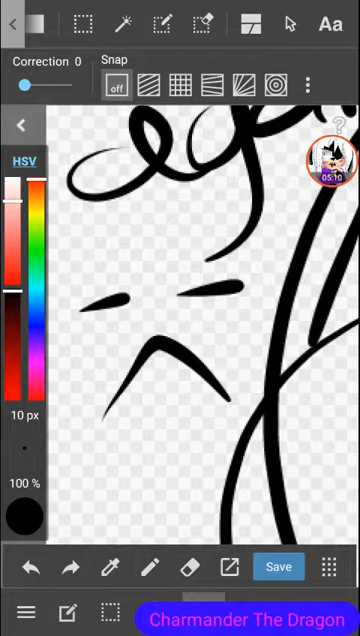 Aa
Correction 0
Snap
off
?
HSV
05:10
10 px
100 %
Save
Charmander The Dragon